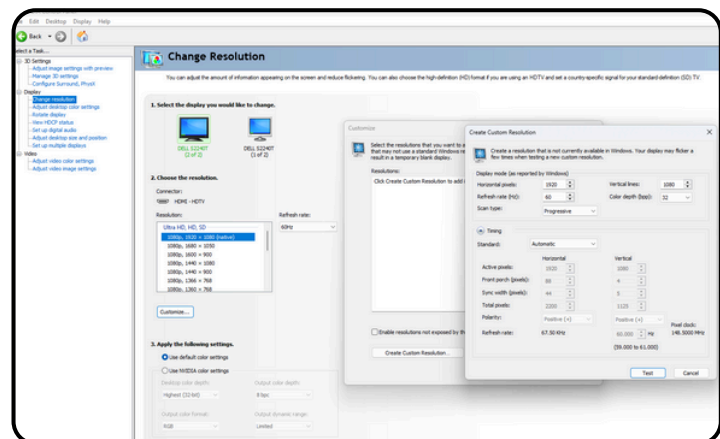 Edit Desktop Display Help
Back
Select a Task...
3D Settings
Adjust image settings with preview
Manage 3D settings
Configure Surround, PhysX
Display
Change resolution
Adjust desktop color settings
Rotate display
View HDCP status
Set up digital audio
Adjust desktop size and position
Set up multiple displays
Video
Adjust video color settings
Adjust video image settings
Change Resolution
You can adjust the amount of information appearing on the screen and reduce flickering. You can also choose the high-definition (HD) format if you are using an HDTV and set a country-specific signal for your standard definition (SD) TV.
1. Select the display you would like to change.
DELL S2240T
(2 of 2)
DELL S2240T
(1 of 2)
2. Choose the resolution.
Connector:
HDMI - HDTV
Resolution:
Refresh rate:
Ultra HD, HD, SD
1080p, 1920 × 1080 (native)
1080p, 1680 × 1050
1080p, 1600 × 900
1080p, 1440 × 1080
1080p, 1440 × 900
1080p, 1366 × 768
1080p, 1360 × 768
60Hz
Customize...
3. Apply the following settings.
Use default color settings
Use NVIDIA color settings
Desktop color depth:
Output color depth:
Highest (32-bit)
8 bpc
Output color format:
Output dynamic range:
RGB
Limited
Customize
Select the resolutions that you want to a
that may not use a standard Windows re
result in a temporary blank display.
Resolutions:
Click Create Custom Resolution to add
Enable resolutions not exposed by th
Create Custom Resolution...
Create Custom Resolution
Create a resolution that is not currently available in Windows. Your display may flicker a
few times when testing a new custom resolution.
Display mode (as reported by Windows)
Horizontal pixels: 1920 Vertical lines: 1080
Refresh rate (Hz): 60 Color depth (bpp): 32
Scan type: Progressive
Timing
Standard: Automatic
Horizontal Vertical
Active pixels: 1920 1080
Front porch (pixels): 88 4
Sync width (pixels): 44 5
Total pixels: 2200 1125
Polarity: Positive (+) Positive (+)
Refresh rate: 67.50 KHz 60.000 Hz
(59.000 to 61.000)
Pixel clock:
148.5000 MHz
Test Cancel